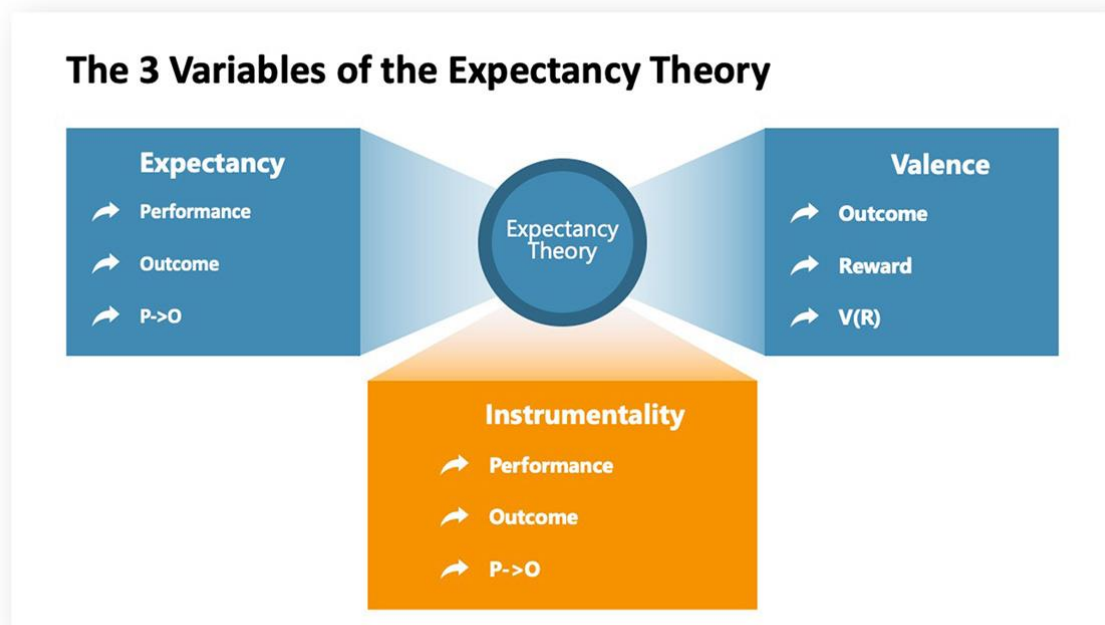 The 3 Variables of the Expectancy Theory
Expectancy
Performance
Outcome
P->O
Expectancy
Theory
Valence
Outcome
Reward
V(R)
Instrumentality
Performance
Outcome
P->O